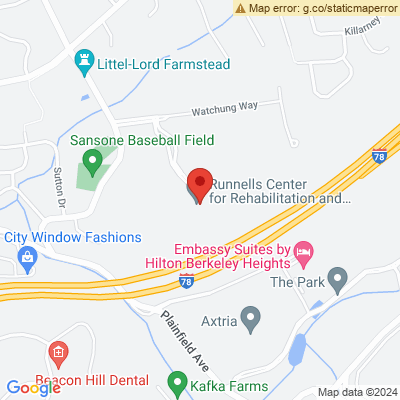 Map error: g.co/staticmaperror
Killarney
Littel-Lord Farmstead
Watchung Way
Sansone Baseball Field
78
Runnells Center
for Rehabilitation and...
Sutton Dr
City Window Fashions
Embassy Suites by
Hilton Berkeley Heights
78
The Park
Axtria
Plainfield Ave
Beacon Hill Dental
Kafka Farms
Google
Map data ©2024